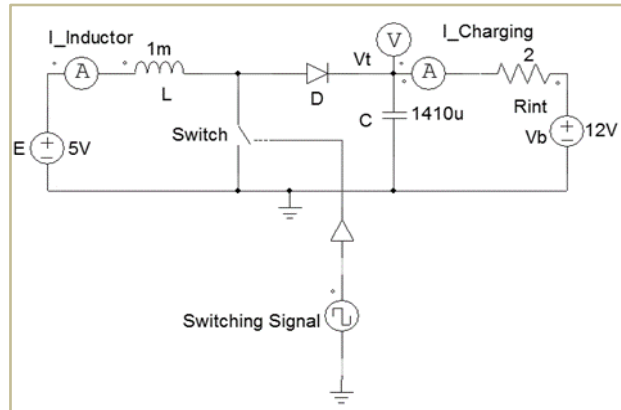 I_Inductor
I_Charging
A
1m
L
D
Vt
V
A
2
Rint
Switch
C
1410u
E
5V
Vb
12V
Switching Signal